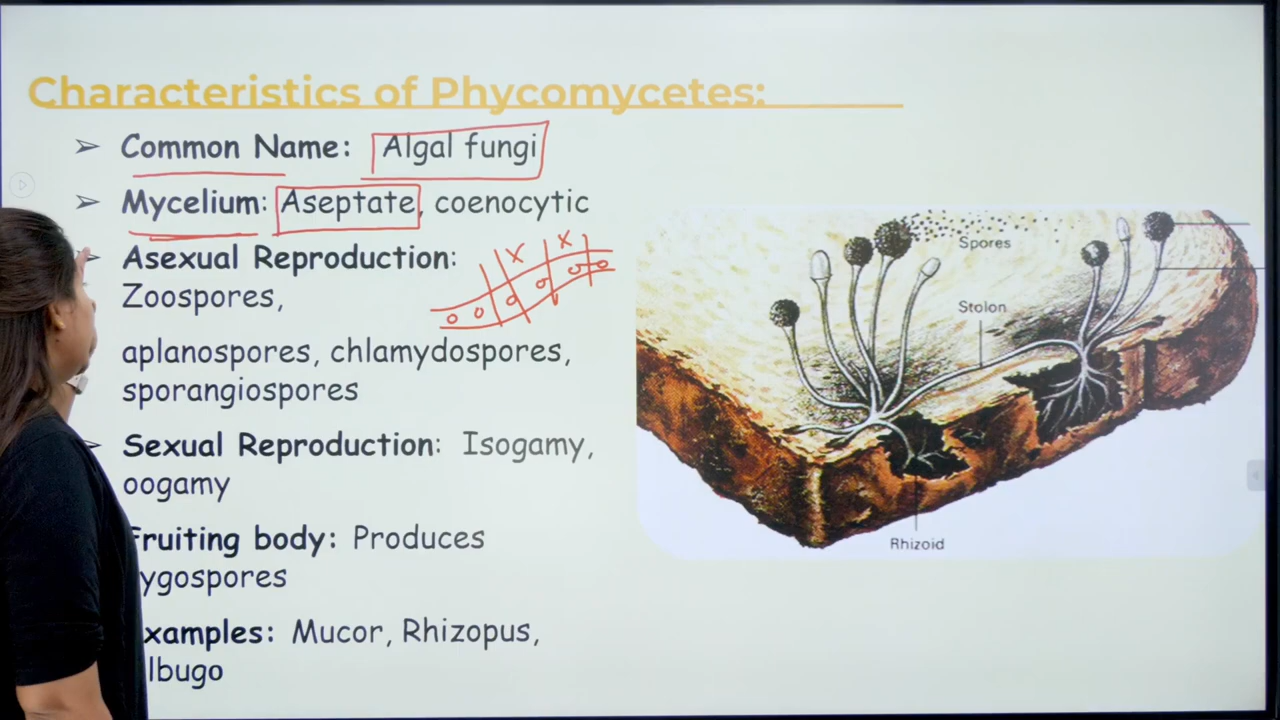 Characteristics of Phycomycetes:
➢ Common Name: Algal fungi
➢ Mycelium: Aseptate, coenocytic
Asexual Reproduction:
Zoospores,
aplanospores, chlamydospores,
sporangiospores
Sexual Reproduction: Isogamy,
oogamy
Fruiting body: Produces
ygospores
xamples: Mucor, Rhizopus,
lbugo
Spores
Stolon
Rhizoid
x x